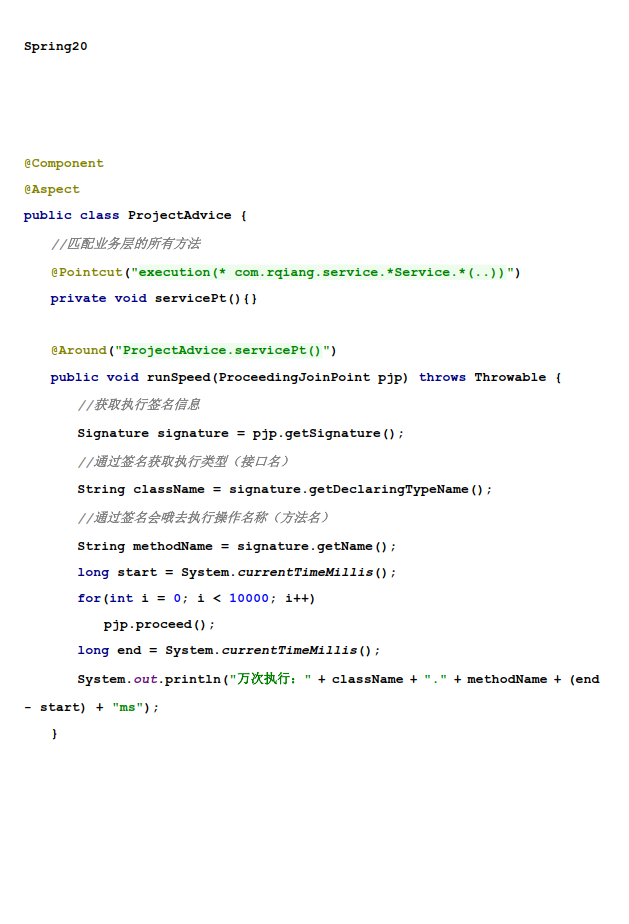 Spring20
@Component
@Aspect
public class ProjectAdvice {
//匹配业务层的所有方法
@Pointcut("execution(* com.rqiang.service.*Service.*(..))")
private void servicePt(){}
@Around("ProjectAdvice.servicePt()")
public void runSpeed(ProceedingJoinPoint pjp) throws Throwable {
//获取执行签名信息
Signature signature = pjp.getSignature();
//通过签名获取执行类型（接口名）
String className = signature.getDeclaringTypeName();
//通过签名会哦去执行操作名称（方法名）
String methodName = signature.getName();
long start = System.currentTimeMillis();
for(int i = 0; i < 10000; i++)
pjp.proceed();
long end = System.currentTimeMillis();
System.out.println("万次执行：" + className + "." + methodName + (end
- start) + "ms");
}